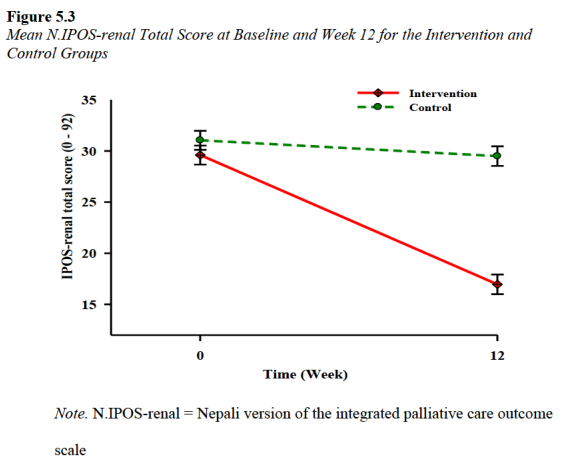 Figure 5.3
Mean N.IPOS-renal Total Score at Baseline and Week 12 for the Intervention and
Control Groups
Intervention
Control
IPOS-renal total score (0 - 92)
35
30
25
20
15
0
12
Time (Week)
Note. N.IPOS-renal = Nepali version of the integrated palliative care outcome
scale